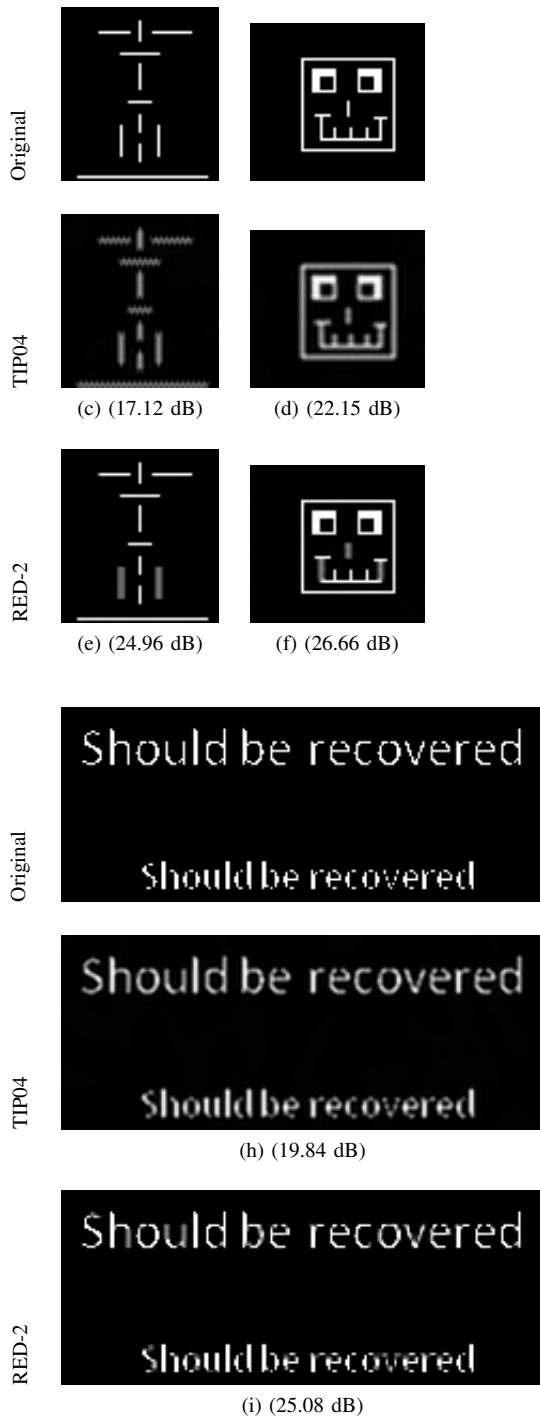 Original
TIP04
(c) (17.12 dB) (d) (22.15 dB)
RED-2
(e) (24.96 dB) (f) (26.66 dB)
Original
Should be recovered
Should be recovered
TIP04
Should be recovered
Should be recovered
(h) (19.84 dB)
RED-2
Should be recovered
Should be recovered
(i) (25.08 dB)